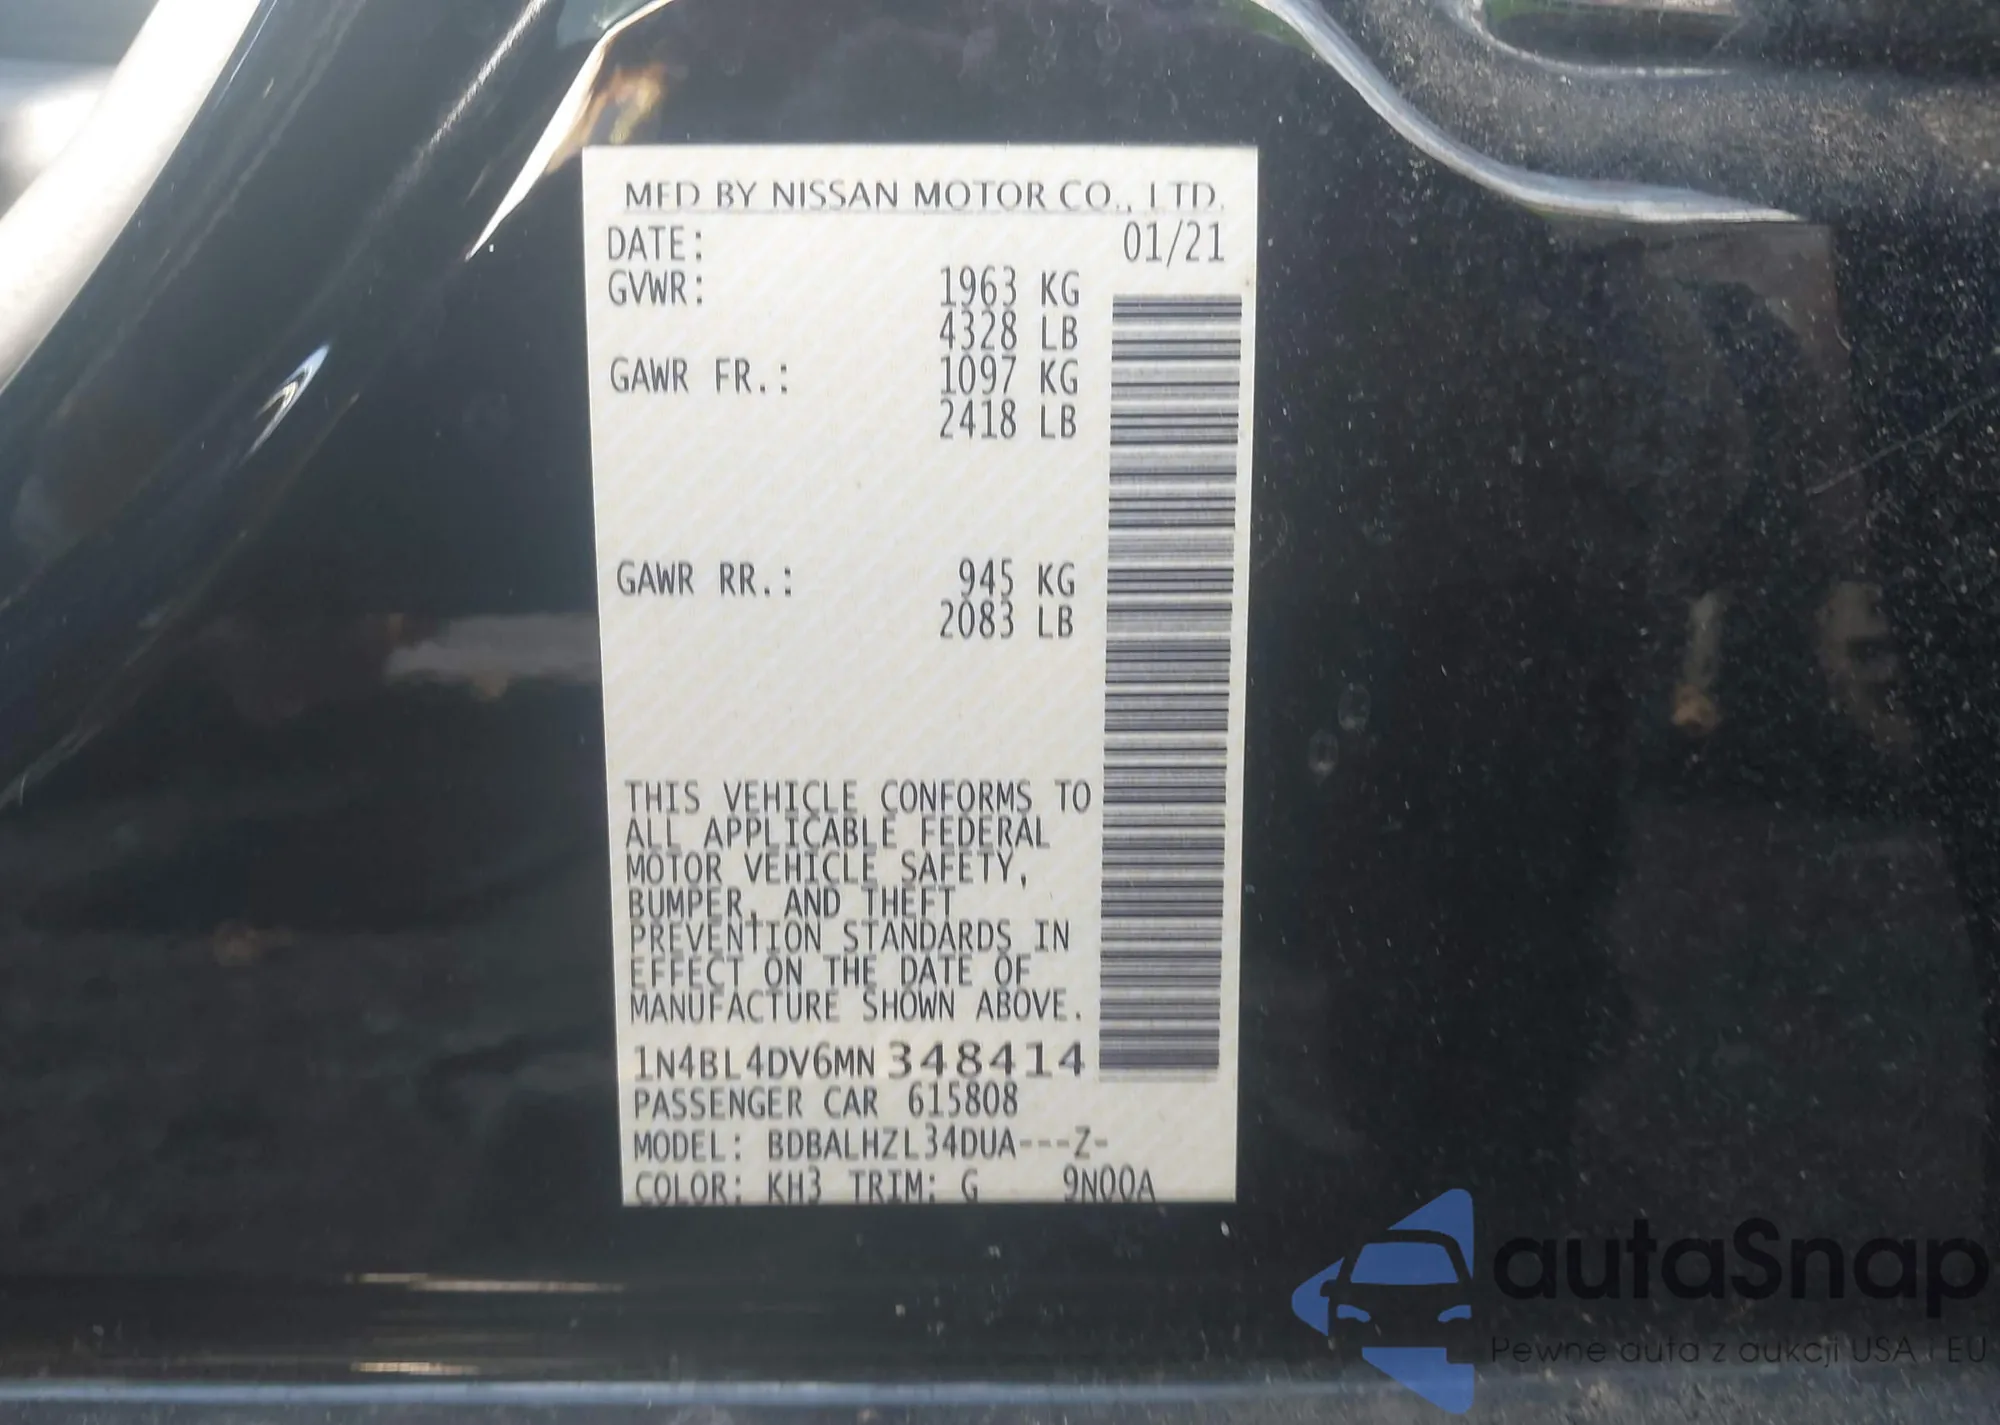 MFD BY NISSAN MOTOR CO., LTD.
DATE: 01/21
GVWR: 1963 KG
4328 LB
GAWR FR.: 1097 KG
2418 LB
GAWR RR.: 945 KG
2083 LB
THIS VEHICLE CONFORMS TO
ALL APPLICABLE FEDERAL
MOTOR VEHICLE SAFETY,
BUMPER, AND THEFT
PREVENTION STANDARDS IN
EFFECT ON THE DATE OF
MANUFACTURE SHOWN ABOVE.
1N4BL4DV6MN348414
PASSENGER CAR 615808
MODEL: BDBALHZL34DUA---Z-
COLOR: KH3 TRIM: G 9N00A
autaSnap
Pewne auta z aukcji USA i EU